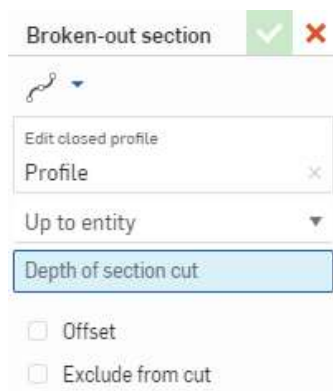 Broken-out section
Edit closed profile
Profile
Up to entity
Depth of section cut
Offset
Exclude from cut